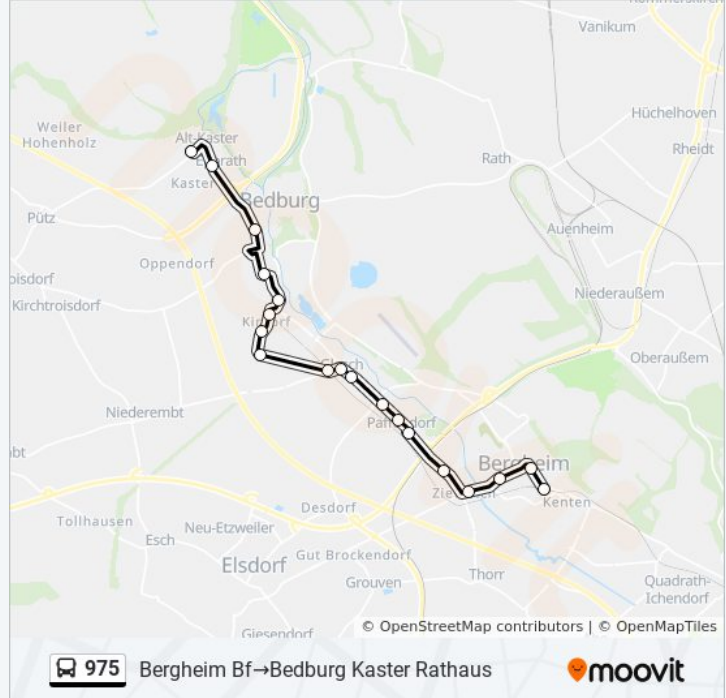 Kommerskirchen
Vanikum
Weiler
Hohenholz
Hüchelhoven
Alt-Kaster
Rheidt
Rath
Kaster
Bedburg
Pütz
Auenheim
Oppendorf
Kirchtroisdorf
Niederaußem
Oberaußem
Niederembt
Bergheim
Kenten
Desdorf
Tollhausen
Neu-Etzweiler
Esch
Gut Brockendorf
Elsdorf
Thorr
Grouven
Quadrath-
Ichendorf
Giesendorf
© OpenStreetMap contributors | © OpenMapTiles
975 Bergheim Bf→Bedburg Kaster Rathaus
moovit